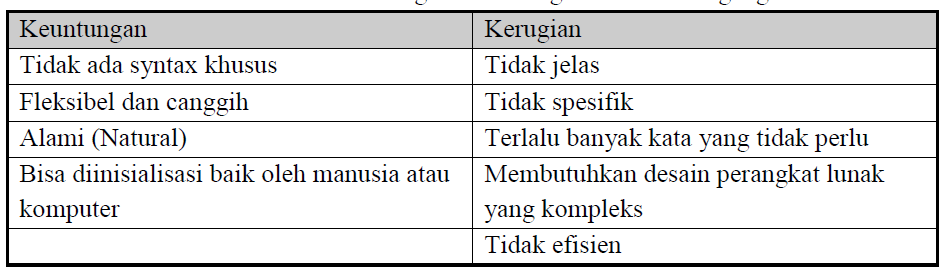 Keuntungan Kerugian
Tidak ada syntax khusus Tidak jelas
Fleksibel dan canggih Tidak spesifik
Alami (Natural) Terlalu banyak kata yang tidak perlu
Bisa diinisialisasi baik oleh manusia atau Membutuhkan desain perangkat lunak
komputer yang kompleks
Tidak efisien